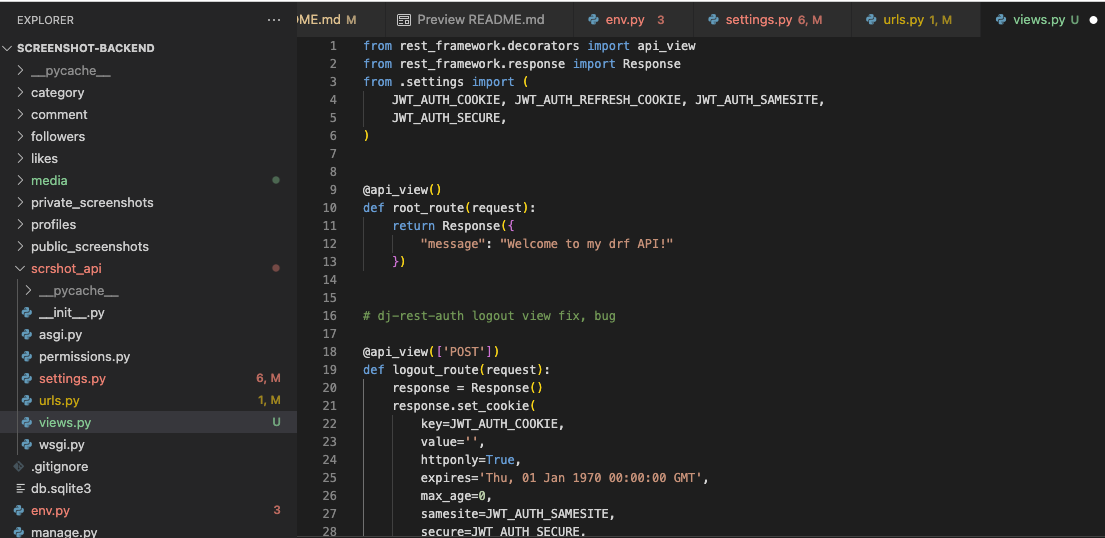 EXPLORER
SCREENSHOT-BACKEND
__pycache__
category
comment
followers
likes
media
private_screenshots
profiles
public_screenshots
scrshot_api
__pycache__
__init__.py
asgi.py
permissions.py
settings.py 6, M
urls.py 1, M
views.py U
wsgi.py
.gitignore
db.sqlite3
env.py 3
manage.py
OME.md M Preview README.md env.py 3 settings.py 6, M urls.py 1, M views.py U
1 from rest_framework.decorators import api_view
2 from rest_framework.response import Response
3 from .settings import (
4     JWT_AUTH_COOKIE, JWT_AUTH_REFRESH_COOKIE, JWT_AUTH_SAMESITE,
5     JWT_AUTH_SECURE,
6 )
7
8
9 @api_view()
10 def root_route(request):
11     return Response({
12         "message": "Welcome to my drf API!"
13     })
14
15
16 # dj-rest-auth logout view fix, bug
17
18 @api_view(['POST'])
19 def logout_route(request):
20     response = Response()
21     response.set_cookie(
22         key=JWT_AUTH_COOKIE,
23         value='',
24         httponly=True,
25         expires='Thu, 01 Jan 1970 00:00:00 GMT',
26         max_age=0,
27         samesite=JWT_AUTH_SAMESITE,
28         secure=JWT_AUTH_SECURE,